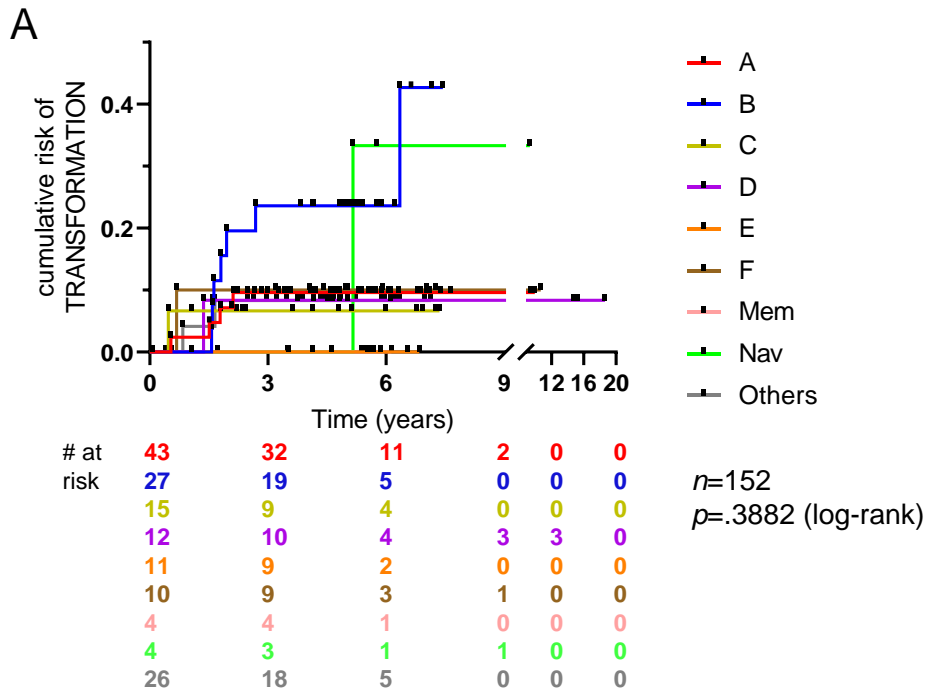 A
cumulative risk of
TRANSFORMATION
0.4
0.2
0.0
0 3 6 9 12 16 20
Time (years)
A
B
C
D
E
F
Mem
Nav
Others
# at
risk
43 32 11 2 0 0
27 19 5 0 0 0
15 9 4 0 0 0
12 10 4 3 3 0
11 9 2 0 0 0
10 9 3 1 0 0
4 4 1 0 0 0
4 3 1 1 0 0
26 18 5 0 0 0
n=152
p=.3882 (log-rank)